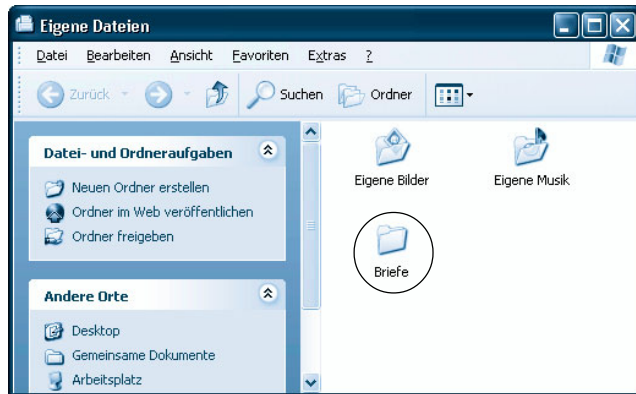 Eigene Dateien
Datei Bearbeiten Ansicht Favoriten Extras ?
Zurück Suchen Ordner
Datei- und Ordneraufgaben
Neuen Ordner erstellen
Ordner im Web veröffentlichen
Ordner freigeben
Andere Orte
Desktop
Gemeinsame Dokumente
Arbeitsplatz
Eigene Bilder Eigene Musik
Briefe